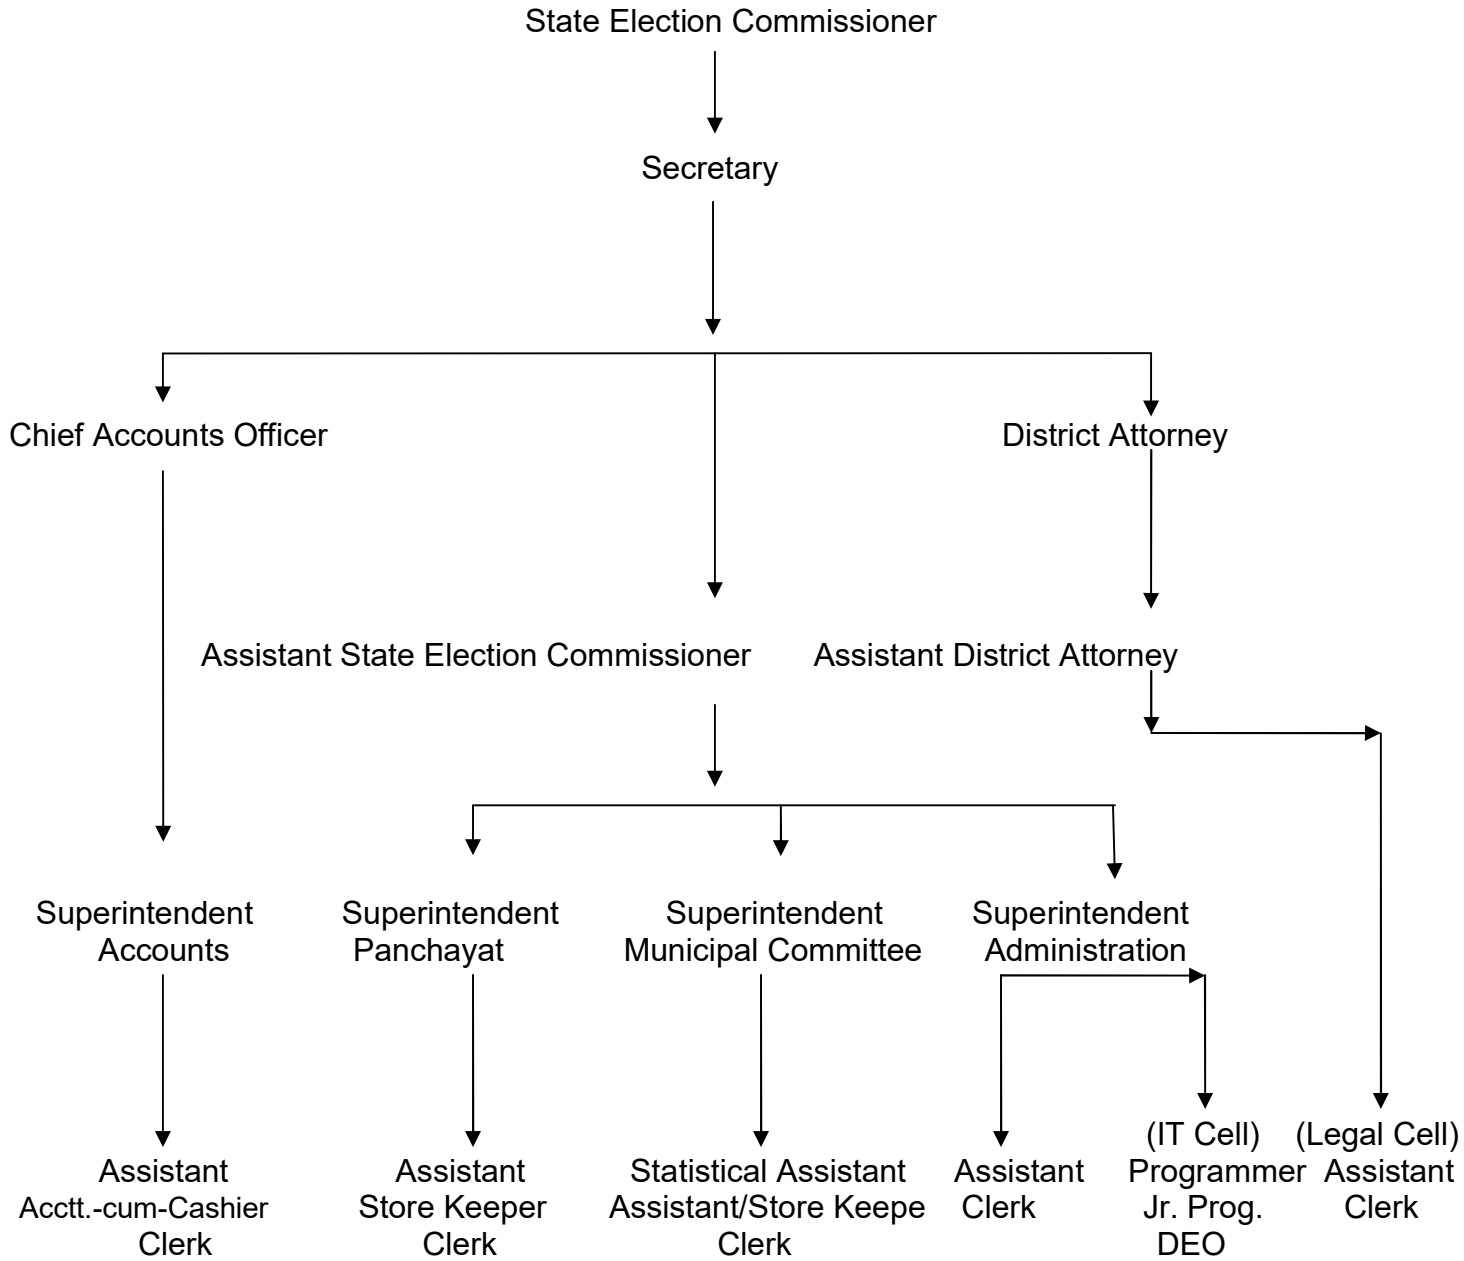 State Election Commissioner
Secretary
Chief Accounts Officer
District Attorney
Assistant State Election Commissioner
Assistant District Attorney
Superintendent
Accounts
Superintendent
Panchayat
Superintendent
Municipal Committee
Superintendent
Administration
Assistant
Acctt.-cum-Cashier
Clerk
Assistant
Store Keeper
Clerk
Statistical Assistant
Assistant/Store Keepe
Clerk
Assistant
Clerk
(IT Cell)
Programmer
Jr. Prog.
DEO
(Legal Cell)
Assistant
Clerk